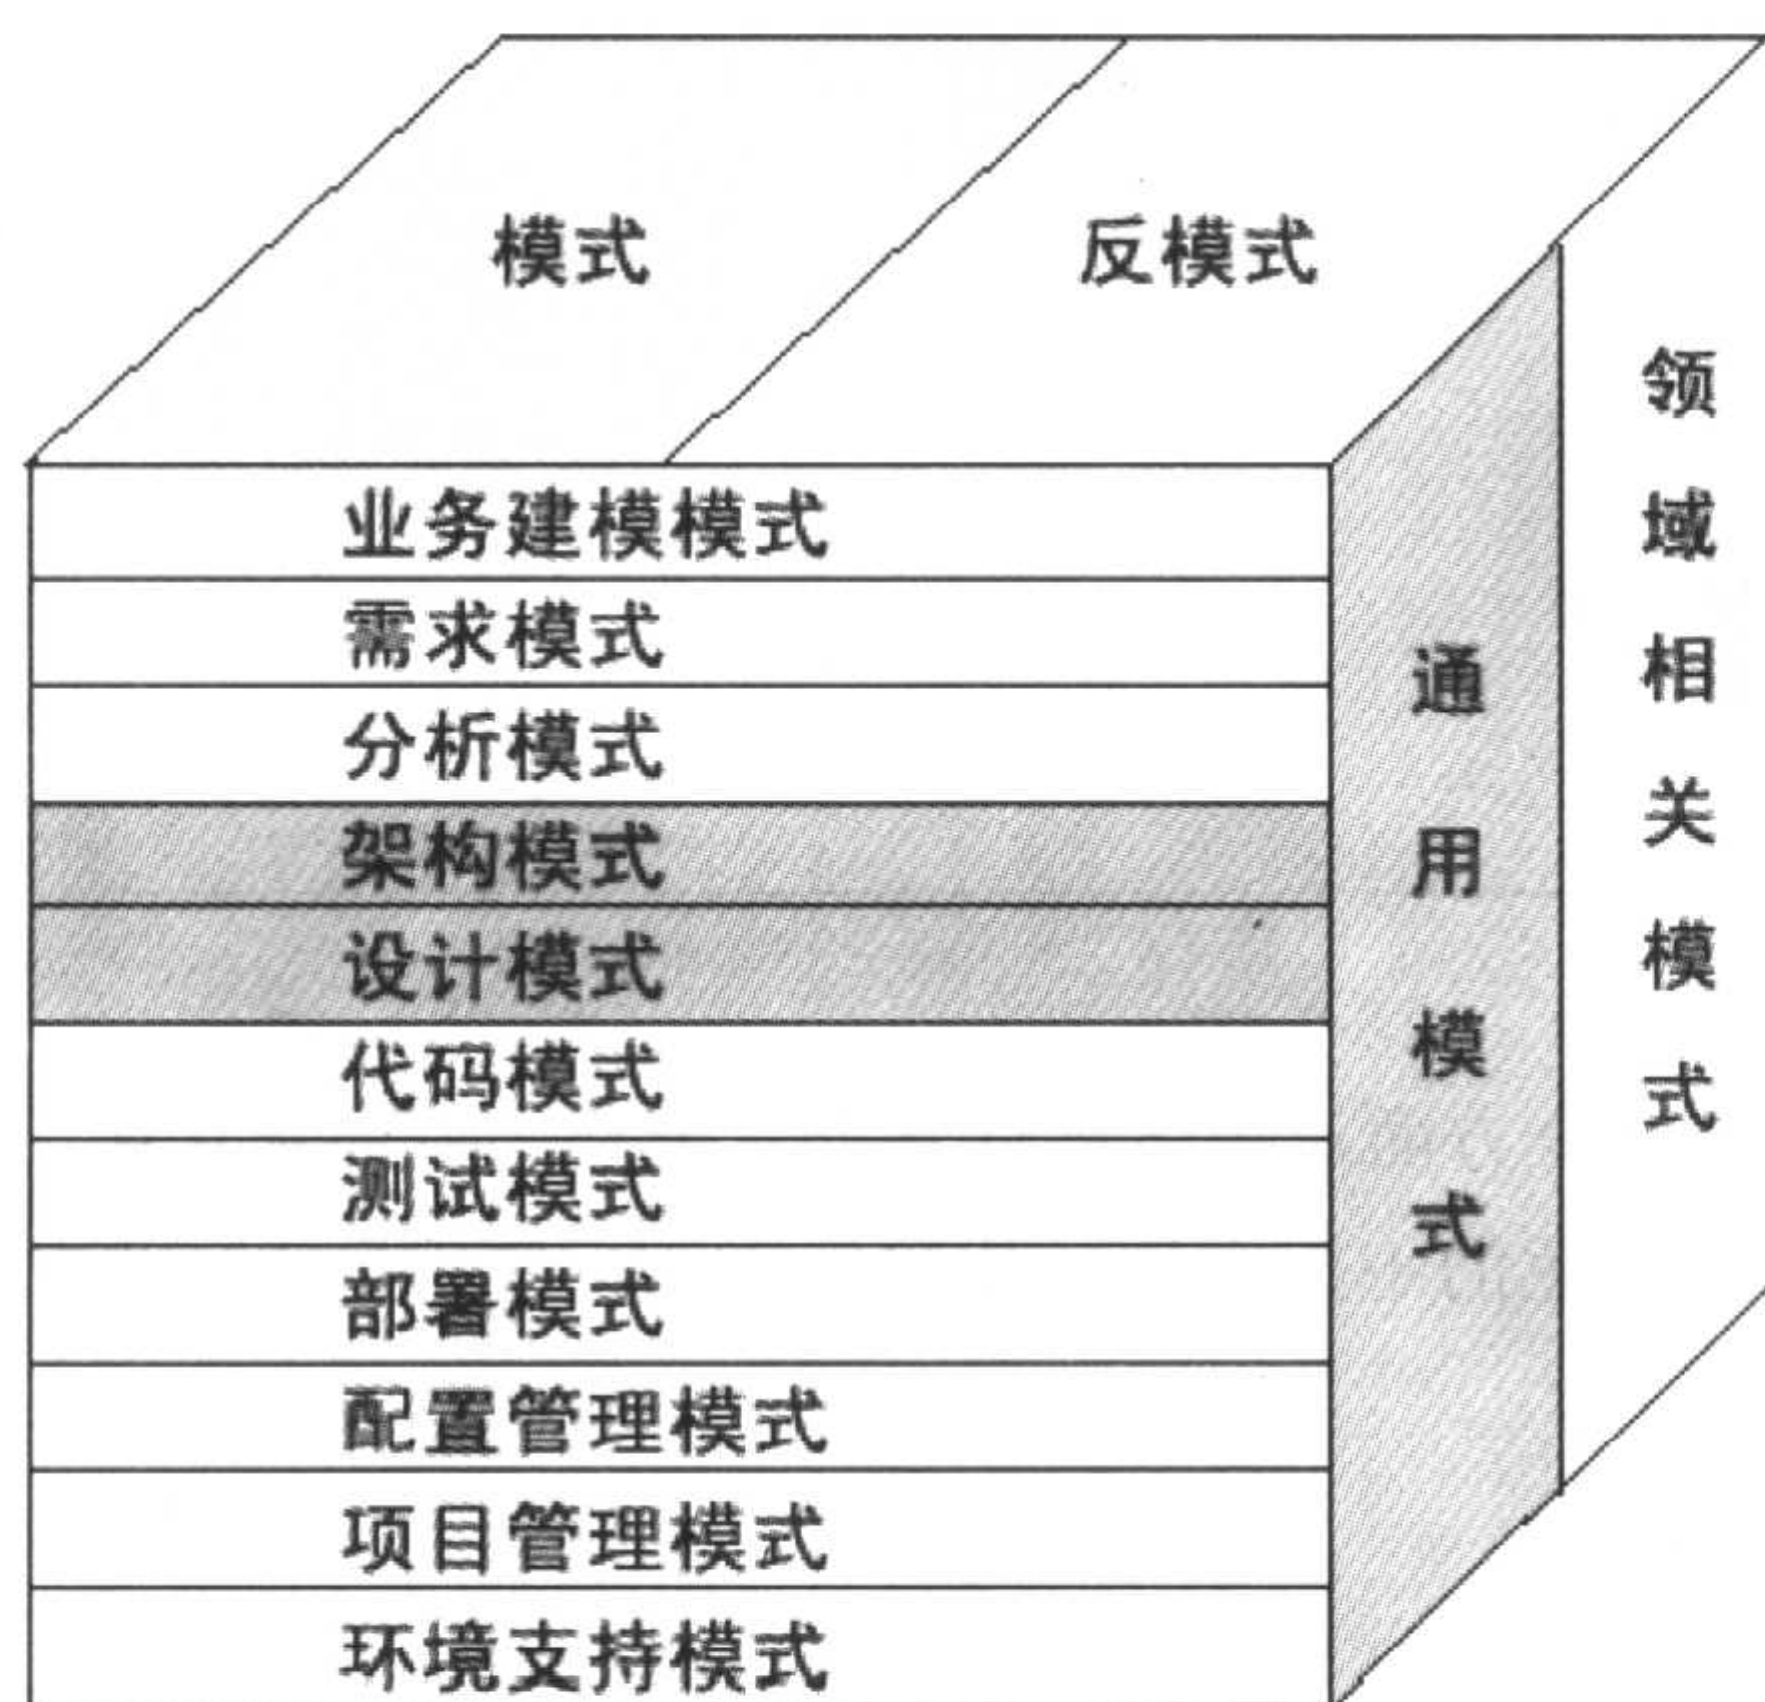 模式
反模式
业务建模模式
需求模式
分析模式
架构模式
设计模式
代码模式
测试模式
部署模式
配置管理模式
项目管理模式
环境支持模式
通用模式
领域相关模式